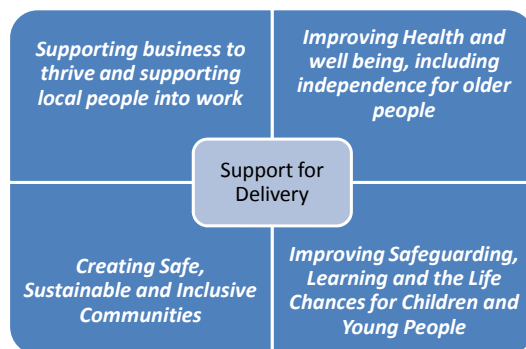 Supporting business to
thrive and supporting
local people into work
Improving Health and
well being, including
independence for older
people
Support for
Delivery
Creating Safe,
Sustainable and Inclusive
Communities
Improving Safeguarding,
Learning and the Life
Chances for Children and
Young People